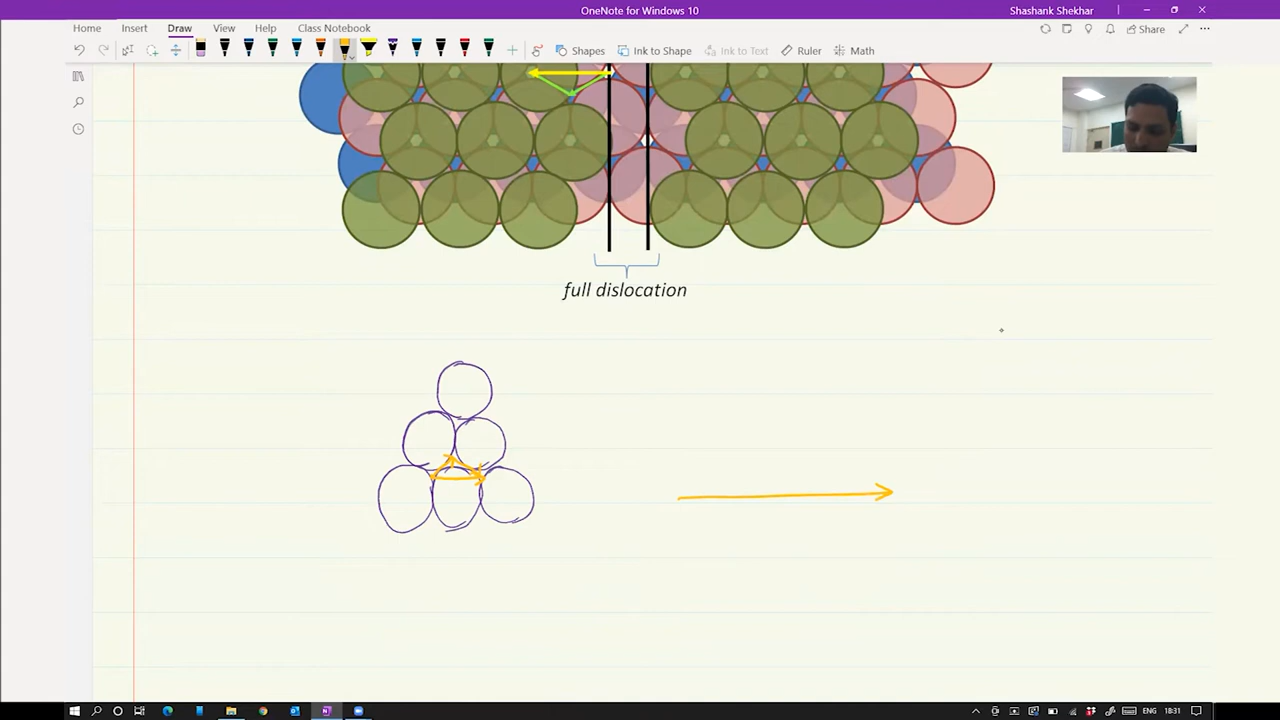 OneNote for Windows 10
Shashank Shekhar
Home Insert Draw View Help Class Notebook
Share
Shapes Ink to Shape Ink to Text Ruler Math
full dislocation
ENG 18:31